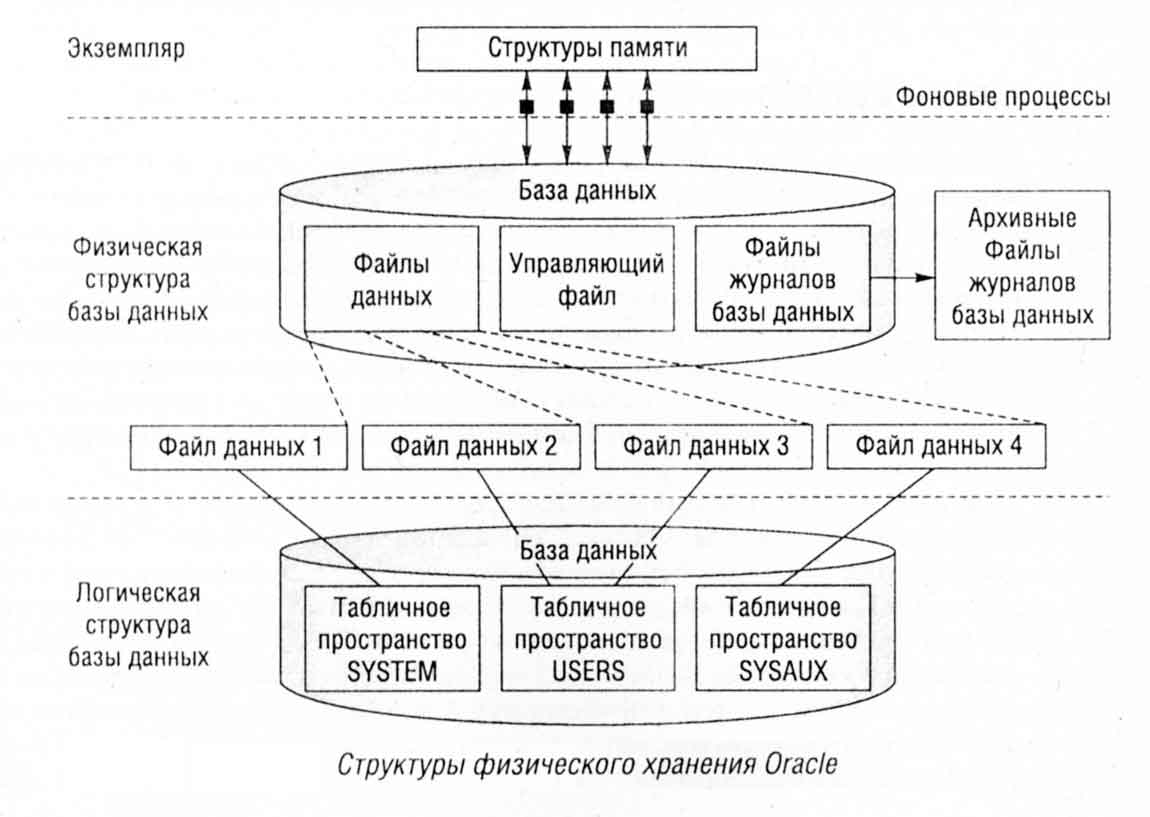 Экземпляр
Структуры памяти
Фоновые процессы
База данных
Физическая
структура
базы данных
Файлы
данных
Управляющий
файл
Файлы
журналов
базы данных
Архивные
Файлы
журналов
базы данных
Файл данных 1
Файл данных 2
Файл данных 3
Файл данных 4
База данных
Логическая
структура
базы данных
Табличное
пространство
SYSTEM
Табличное
пространство
USERS
Табличное
пространство
SYSAUX
Структуры физического хранения Oracle